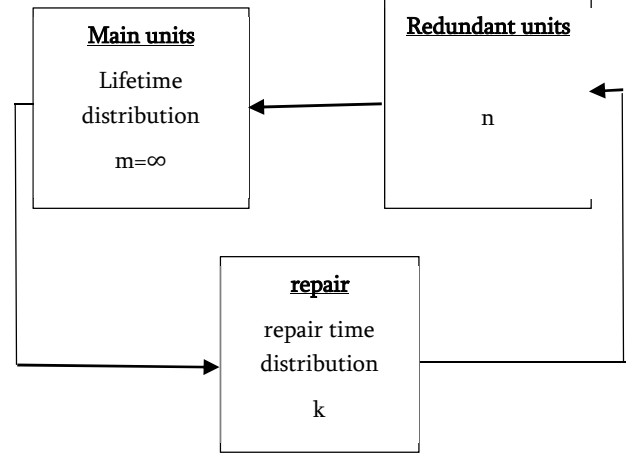 Main units
Lifetime
distribution
m=∞
Redundant units
n
repair
repair time
distribution
k